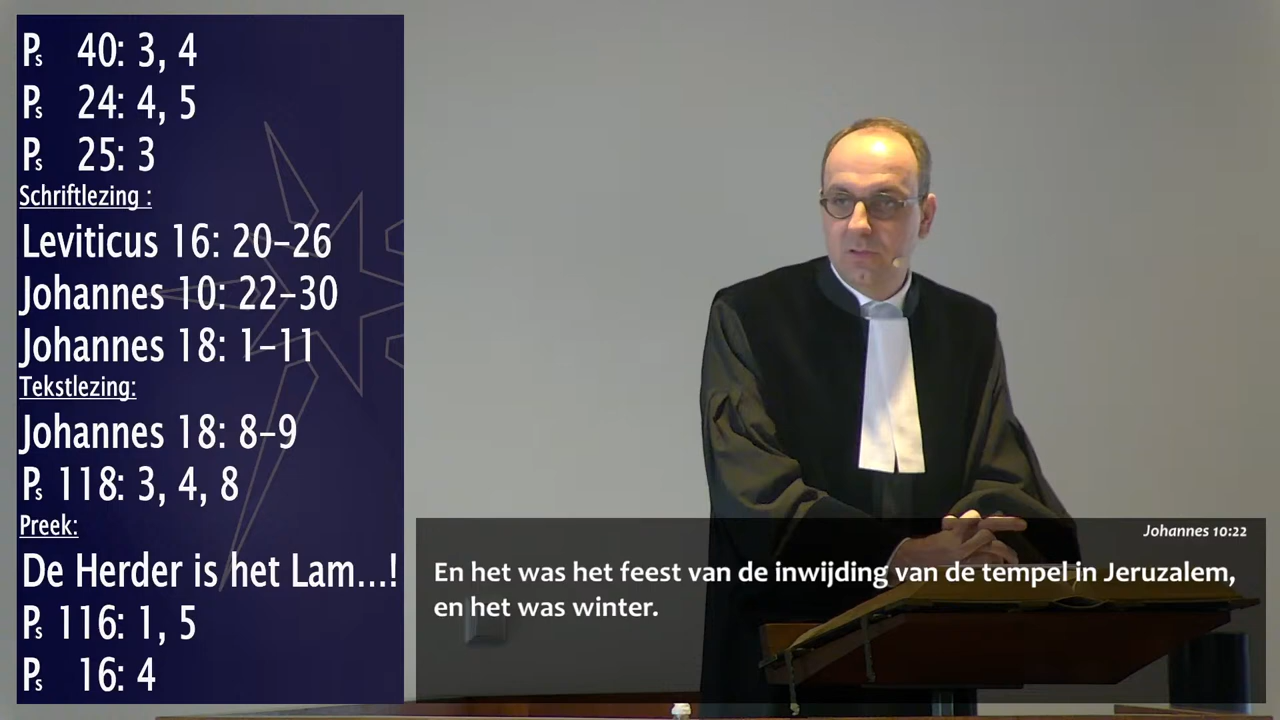 Ps 40: 3, 4
Ps 24: 4, 5
Ps 25: 3
Schriftlezing :
Leviticus 16: 20-26
Johannes 10: 22-30
Johannes 18: 1-11
Tekstlezing:
Johannes 18: 8-9
Ps 118: 3, 4, 8
Preek:
De Herder is het Lam...!
Ps 116: 1, 5
Ps 16: 4
Johannes 10:22
En het was het feest van de inwijding van de tempel in Jeruzalem,
en het was winter.